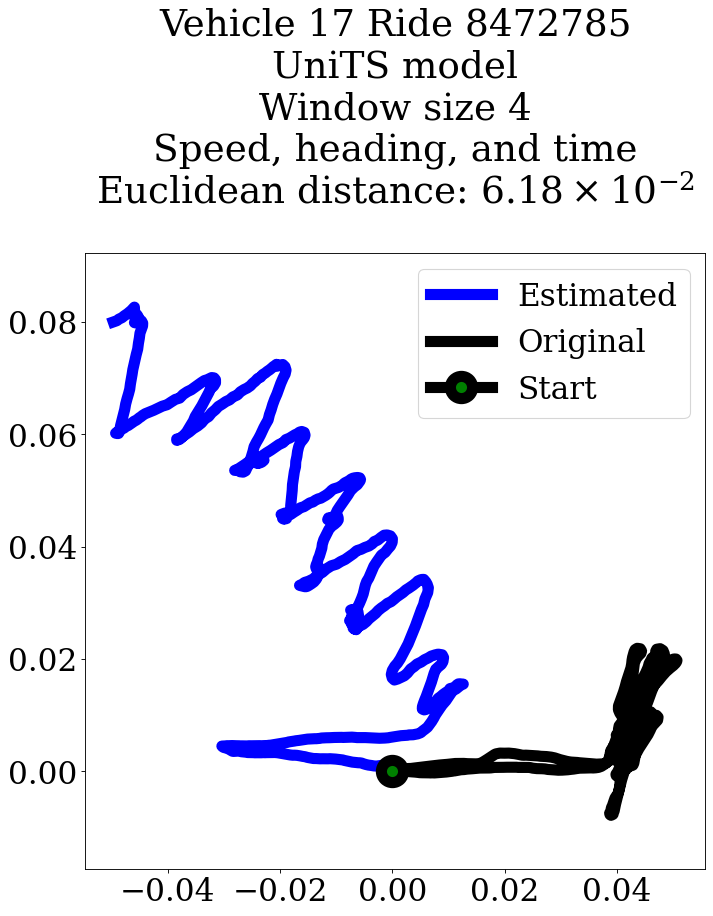 Vehicle 17 Ride 8472785
UniTS model
Window size 4
Speed, heading, and time
Euclidean distance: 6.18 × 10⁻²
Estimated
Original
Start
0.08
0.06
0.04
0.02
0.00
−0.04 −0.02 0.00 0.02 0.04